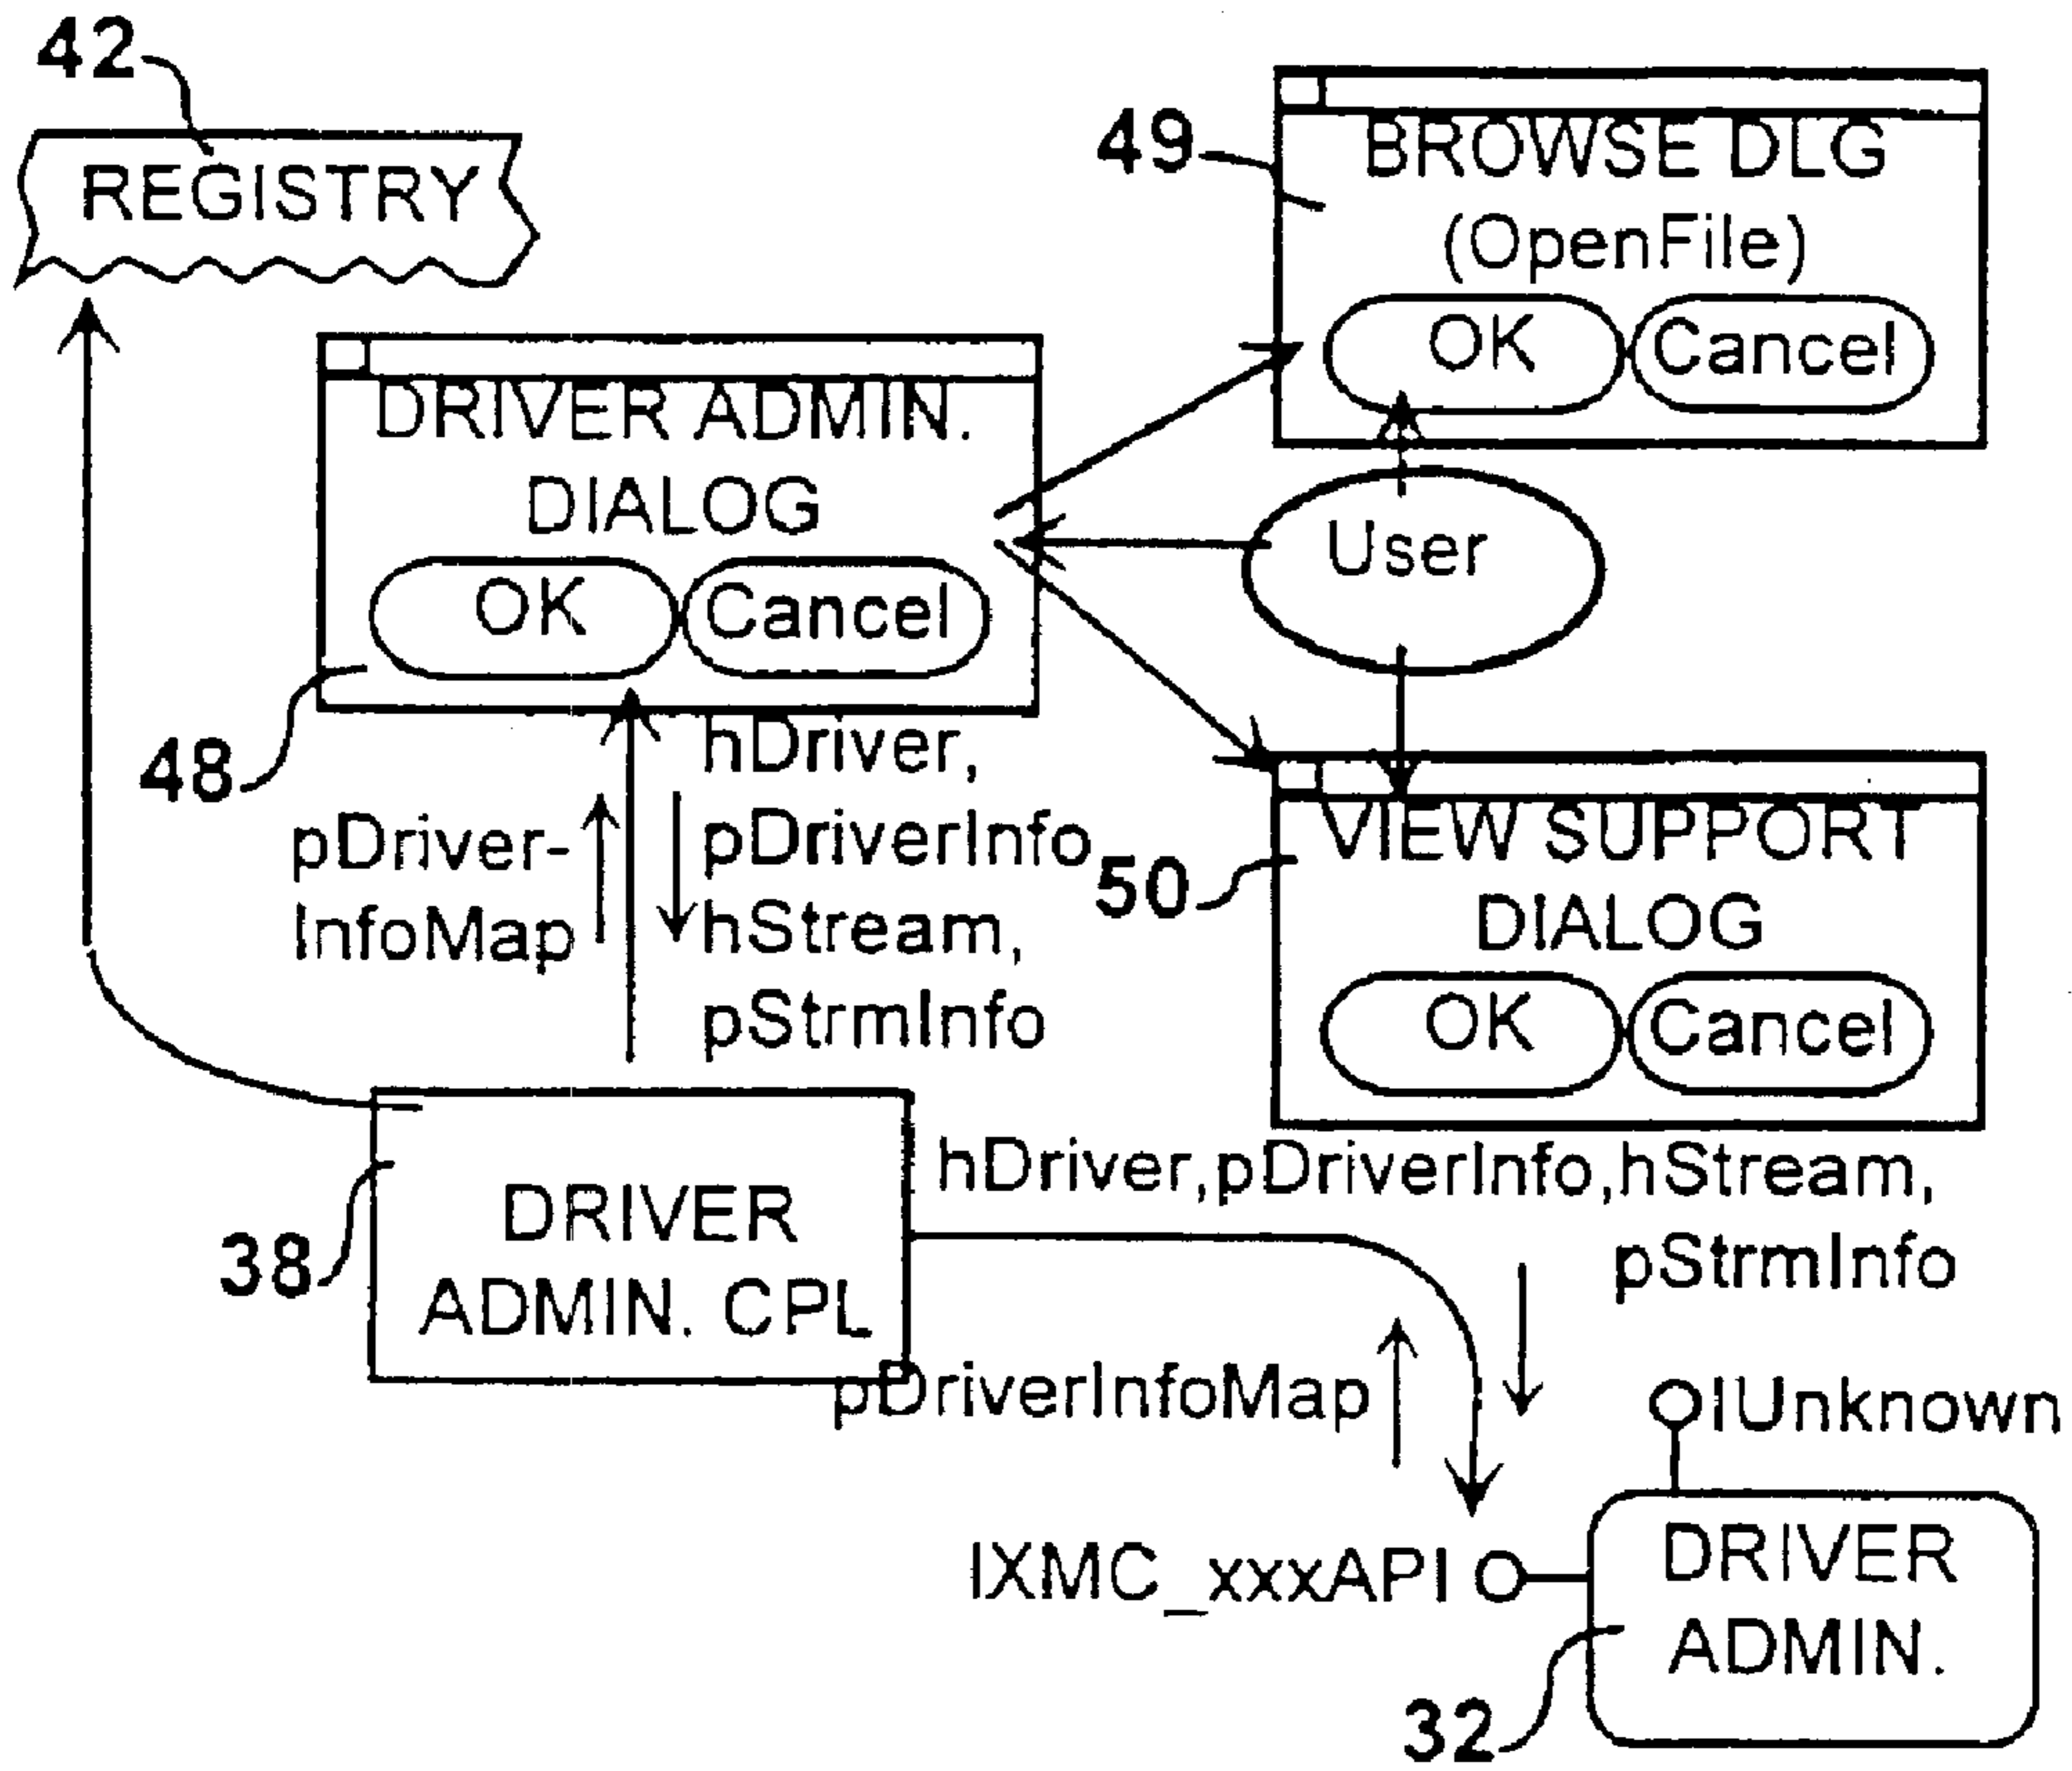 42
REGISTRY
49
BROWSE DLG
(OpenFile)
OK
Cancel
DRIVER ADMIN.
DIALOG
OK
Cancel
User
48
hDriver,
pDriverInfo
hStream,
pStrmInfo
pDriver-
InfoMap
50
VIEW SUPPORT
DIALOG
OK
Cancel
38
DRIVER
ADMIN. CPL
hDriver,pDriverInfo,hStream,
pStrmInfo
pDriverInfoMap
IUnknown
IXMC_xxxAPI
DRIVER
ADMIN.
32